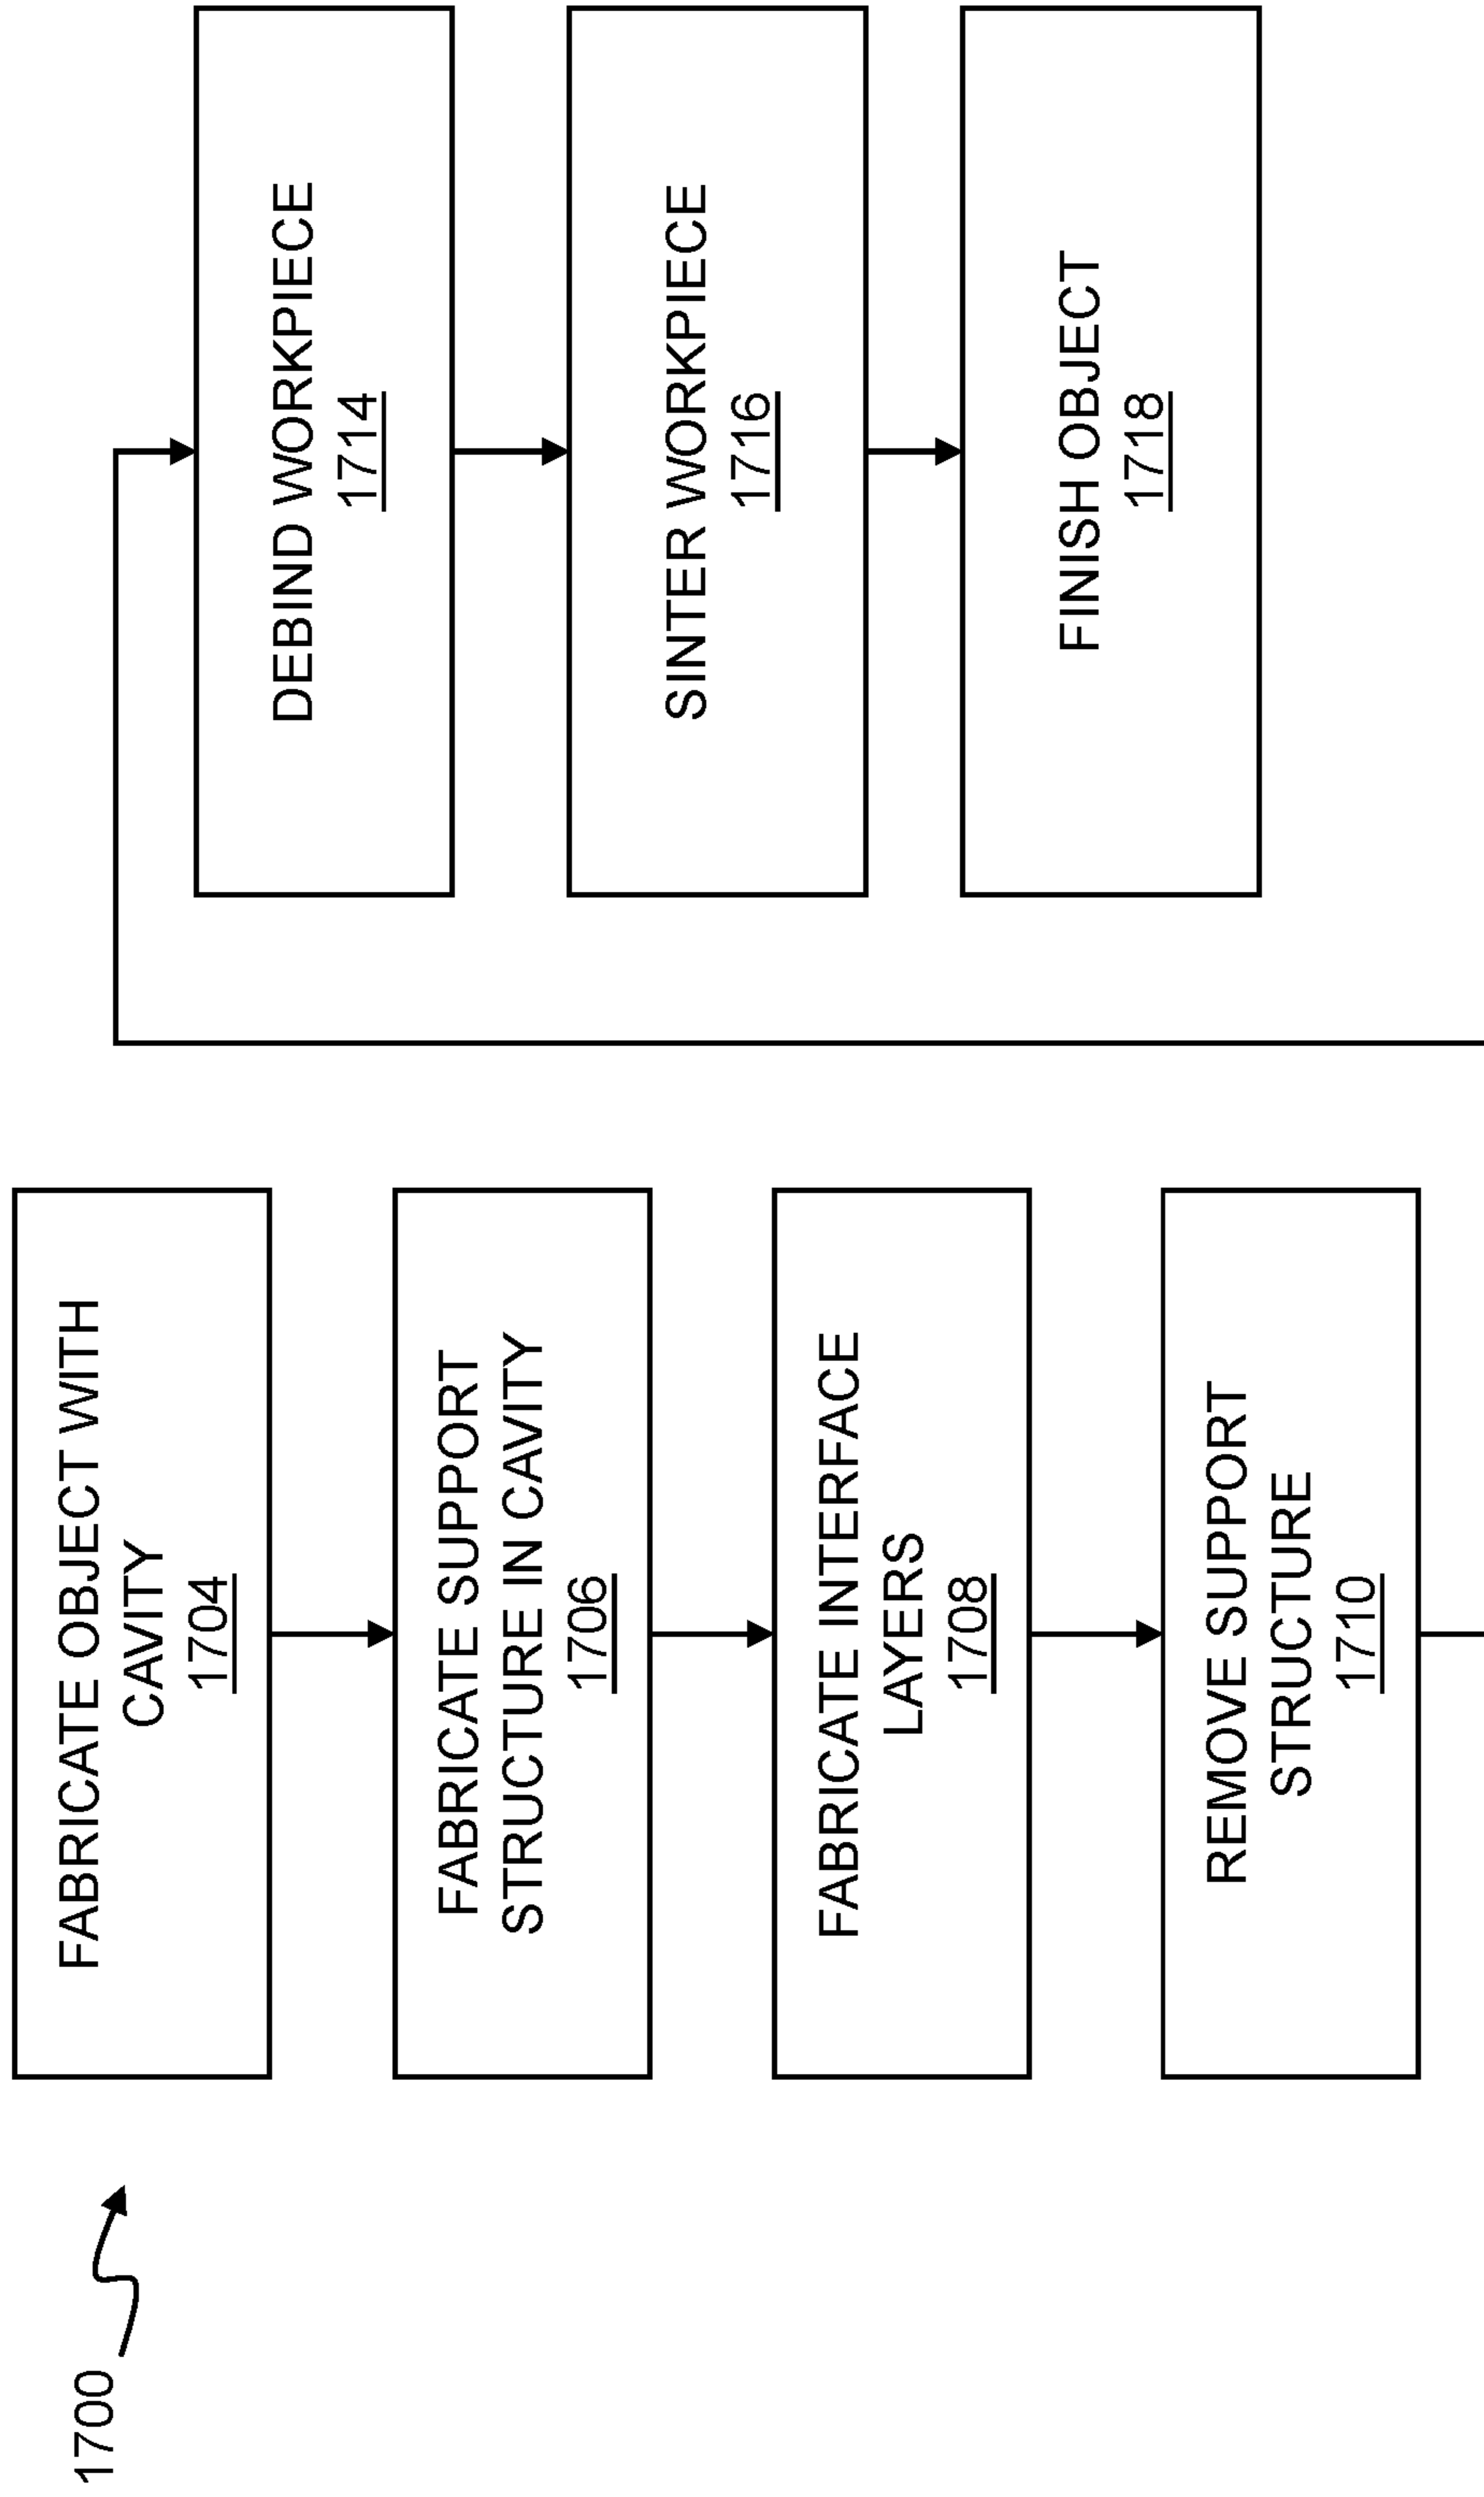 1700
FABRICATE OBJECT WITH
CAVITY
1704
FABRICATE SUPPORT
STRUCTURE IN CAVITY
1706
FABRICATE INTERFACE
LAYERS
1708
REMOVE SUPPORT
STRUCTURE
1710
DEBIND WORKPIECE
1714
SINTER WORKPIECE
1716
FINISH OBJECT
1718